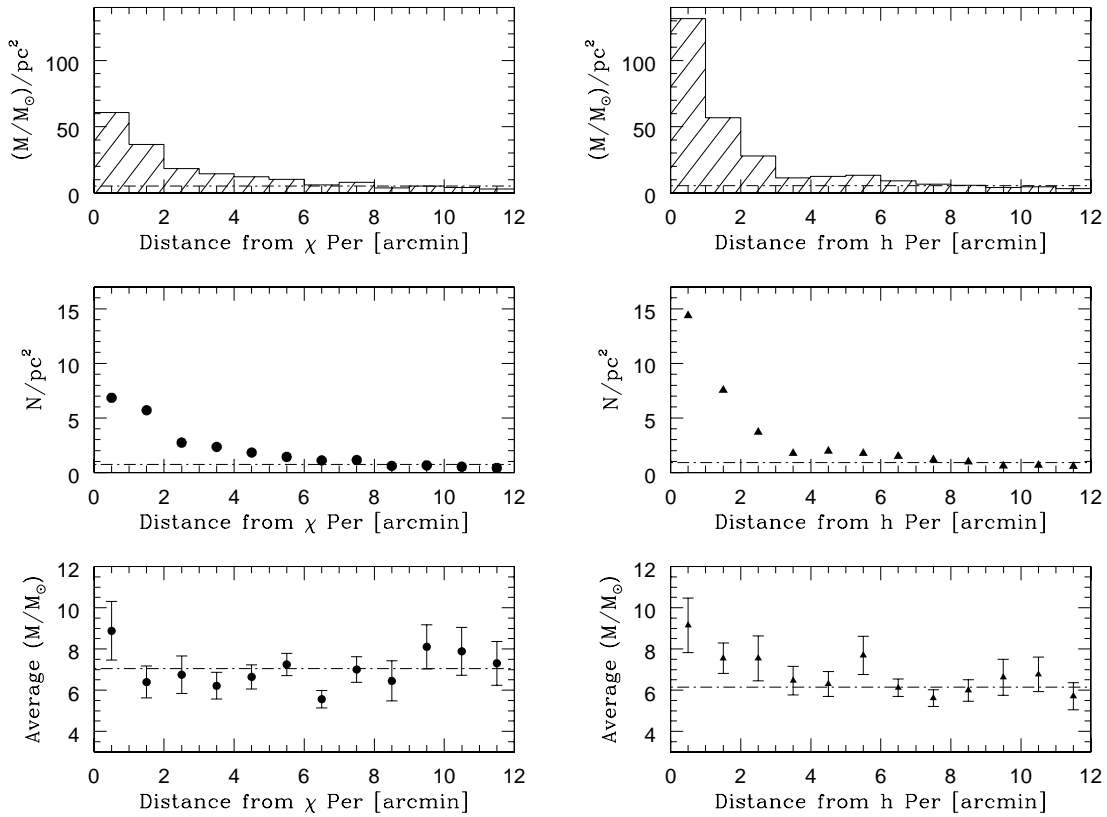 (M/M☉)/pc²
100
50
0
0 2 4 6 8 10 12
Distance from χ Per [arcmin]
(M/M☉)/pc²
100
50
0
0 2 4 6 8 10 12
Distance from h Per [arcmin]
N/pc²
15
10
5
0
0 2 4 6 8 10 12
Distance from χ Per [arcmin]
N/pc²
15
10
5
0
0 2 4 6 8 10 12
Distance from h Per [arcmin]
Average (M/M☉)
12
10
8
6
4
0 2 4 6 8 10 12
Distance from χ Per [arcmin]
Average (M/M☉)
12
10
8
6
4
0 2 4 6 8 10 12
Distance from h Per [arcmin]